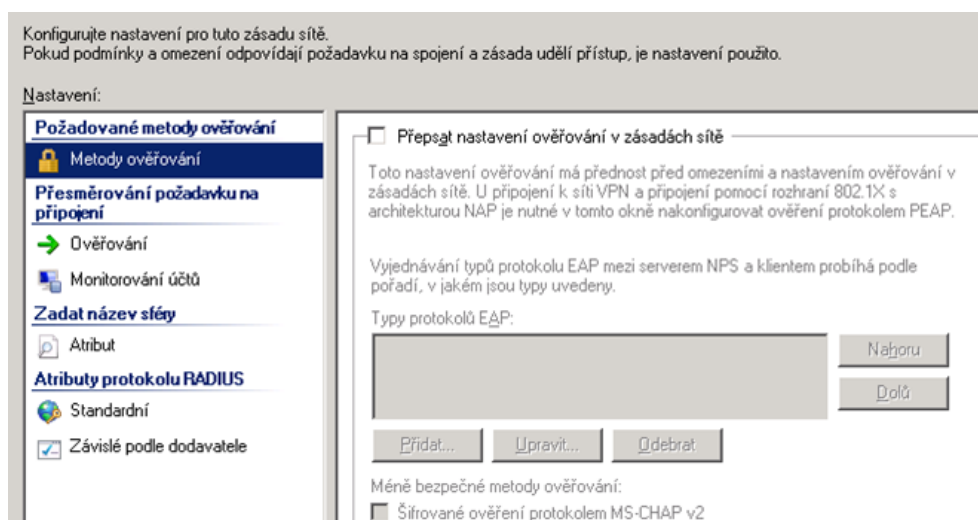 Konfigurujte nastavení pro tuto zásadu sítě.
Pokud podmínky a omezení odpovídají požadavku na spojení a zásada udělí přístup, je nastavení použito.
Nastavení:
Požadované metody ověřování
Metody ověřování
Přesměrování požadavku na
připojení
Ověřování
Monitorování účtů
Zadat název sféry
Atribut
Atributy protokolu RADIUS
Standardní
Závislé podle dodavatele
Přepsat nastavení ověřování v zásadách sítě
Toto nastavení ověřování má přednost před omezeními a nastavením ověřování v
zásadách sítě. U připojení k síti VPN a připojení pomocí rozhraní 802.1X s
architekturou NAP je nutné v tomto okně nakonfigurovat ověření protokolem PEAP.
Vyjednávání typů protokolu EAP mezi serverem NPS a klientem probíhá podle
pořadí, v jakém jsou typy uvedeny.
Typy protokolů EAP:
Nahoru
Dolů
Přidat...
Upravit...
Odebrat
Méně bezpečné metody ověřování:
Šifrované ověření protokolem MS-CHAP v2